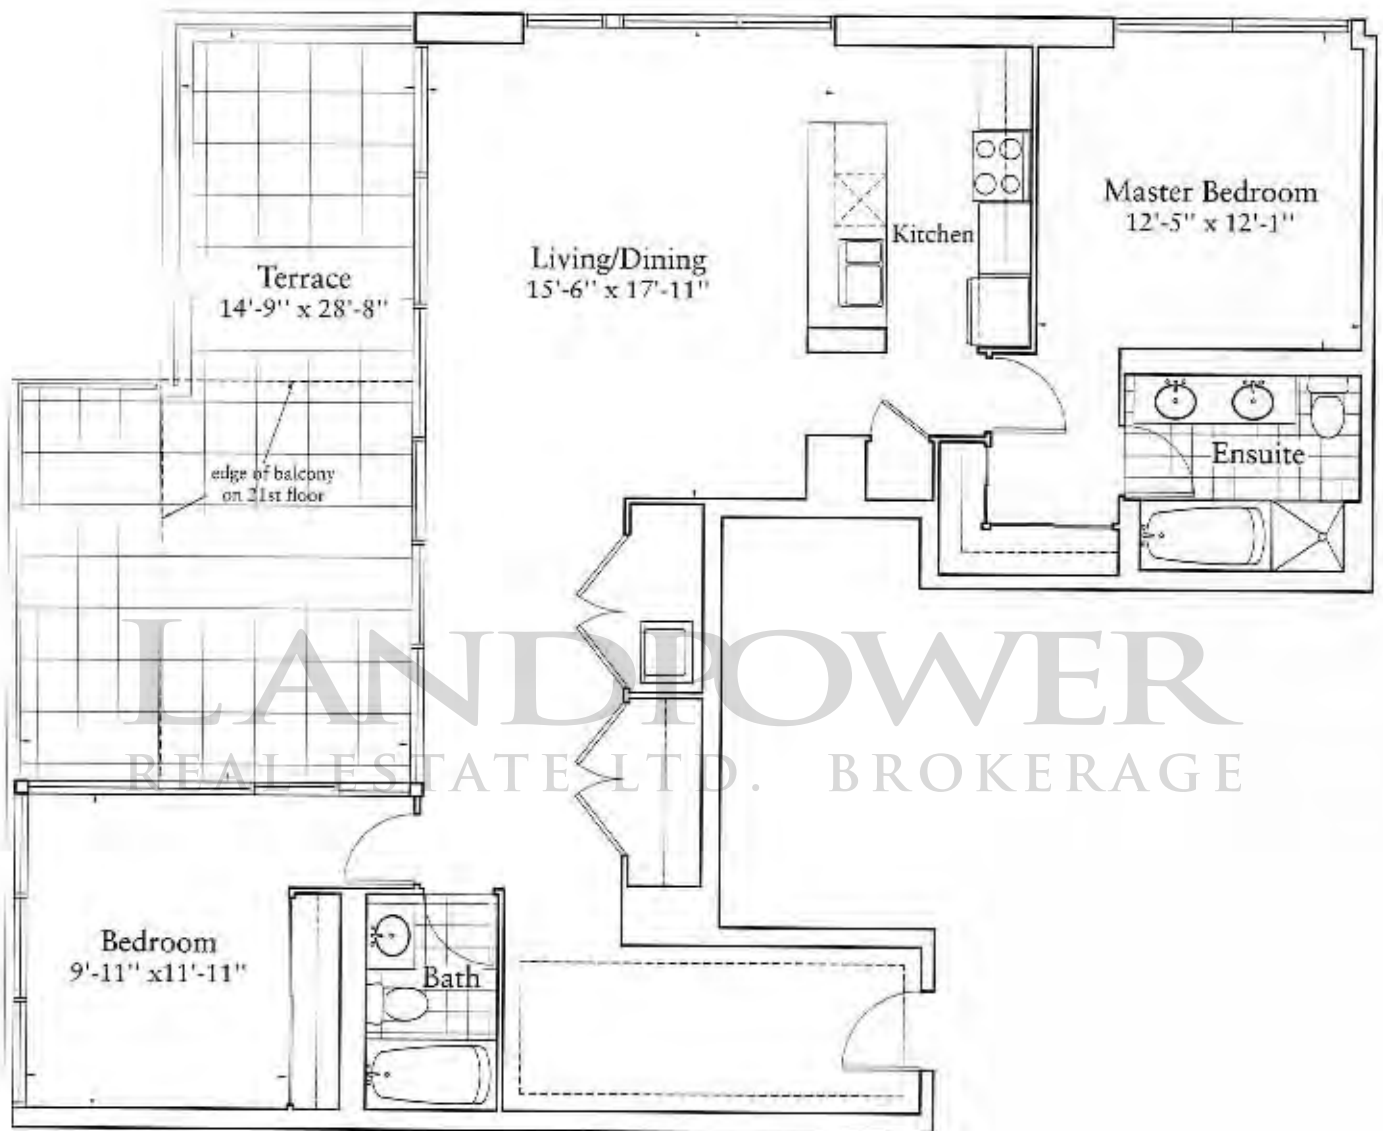 Master Bedroom
12'-5" x 12'-1"
Kitchen
Living/Dining
15'-6" x 17'-11"
Terrace
14'-9" x 28'-8"
edge of balcony
on 21st floor
Ensuite
LANDPOWER
REAL ESTATE LTD. BROKERAGE
Bedroom
9'-11" x11'-11"
Bath